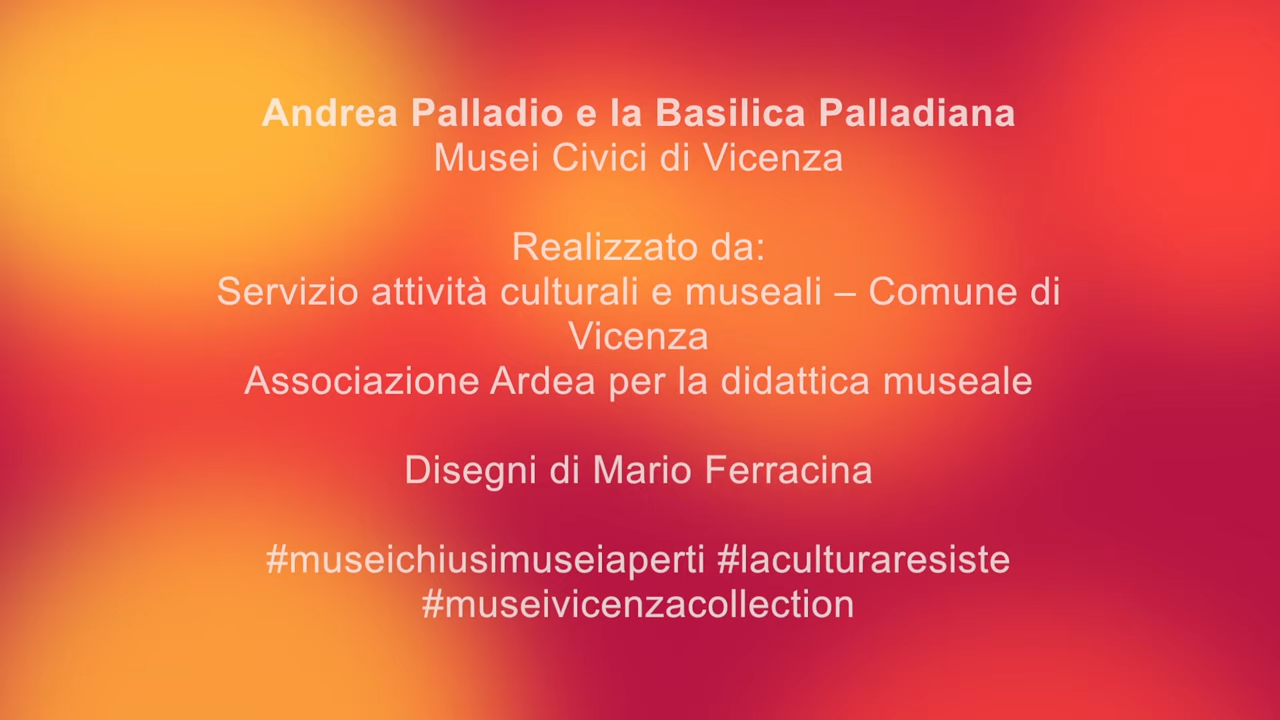 Andrea Palladio e la Basilica Palladiana
Musei Civici di Vicenza
Realizzato da:
Servizio attività culturali e museali – Comune di
Vicenza
Associazione Ardea per la didattica museale
Disegni di Mario Ferracina
#museichiusimuseiaperti #laculturaresiste
#museivicenzacollection